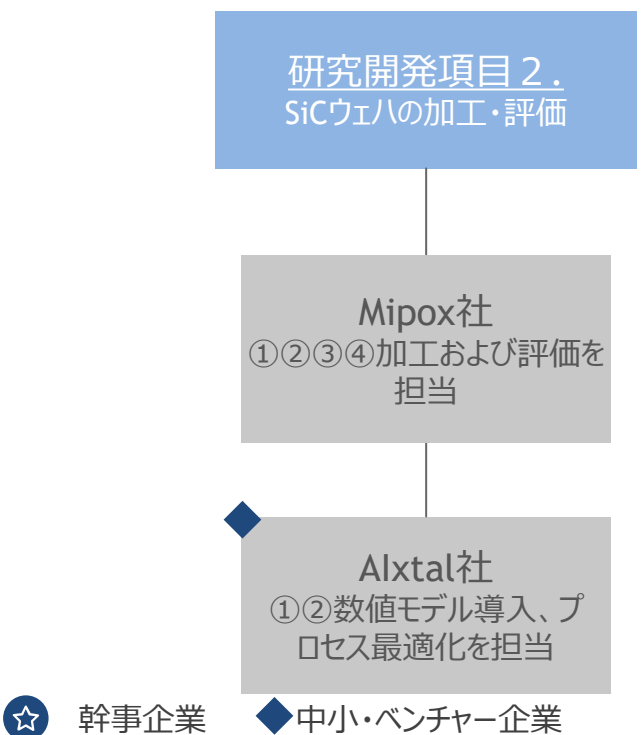 研究開発項目２．
SiCウェハの加工・評価
Mipox社
①②③④加工および評価を
担当
AIxtal社
①②数値モデル導入、プ
ロセス最適化を担当
幹事企業 中小・ベンチャー企業